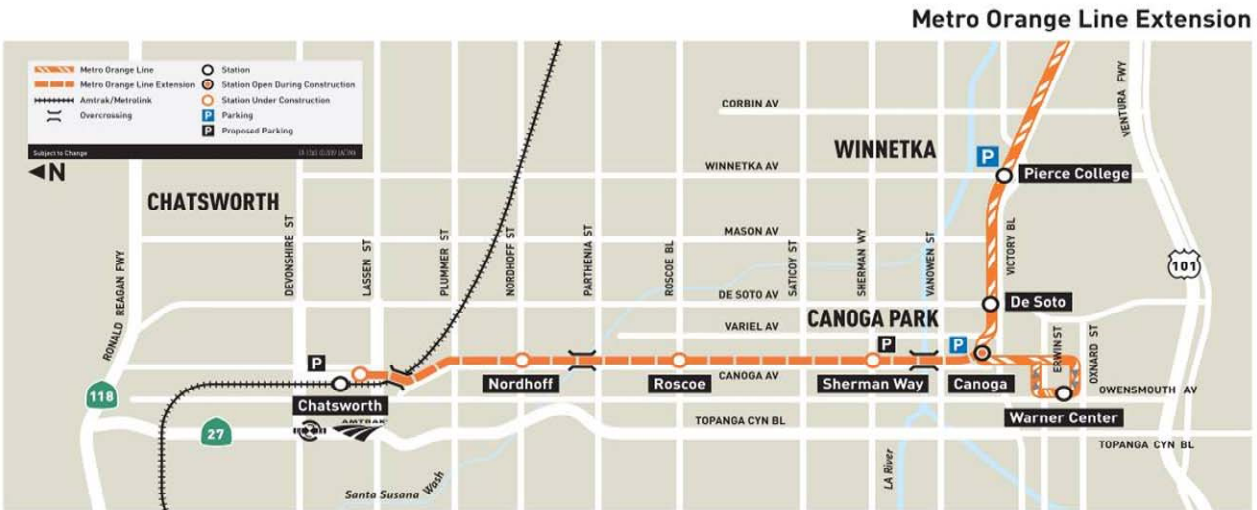 Metro Orange Line Extension
Metro Orange Line
Metro Orange Line Extension
Amtrak/Metrolink
Overcrossing
Station
Station Open During Construction
Station Under Construction
P
Parking
P
Proposed Parking
Subject to Change
N
CHATSWORTH
WINNETKA
CANOGA PARK
CORBIN AV
WINNETKA AV
MASON AV
DE SOTO AV
VARIEL AV
CANOGA AV
OWENSMOUTH AV
TOPANGA CYN BL
TOPANGA CYN BL
RONALD REAGAN FWY
DEVONSHIRE ST
LASSEN ST
PLUMMER ST
NORDHOFF ST
PARTHENIA ST
ROSCOE BL
SATICOY ST
SHERMAN WY
VANOWEN ST
VICTORY BL
ERWIN ST
OXNARD ST
VENTURA FWY
P
Pierce College
101
De Soto
P
P
P
Chatsworth
Nordhoff
Roscoe
Sherman Way
Canoga
Warner Center
118
27
AMTRAK
Santa Susana Wash
LA River